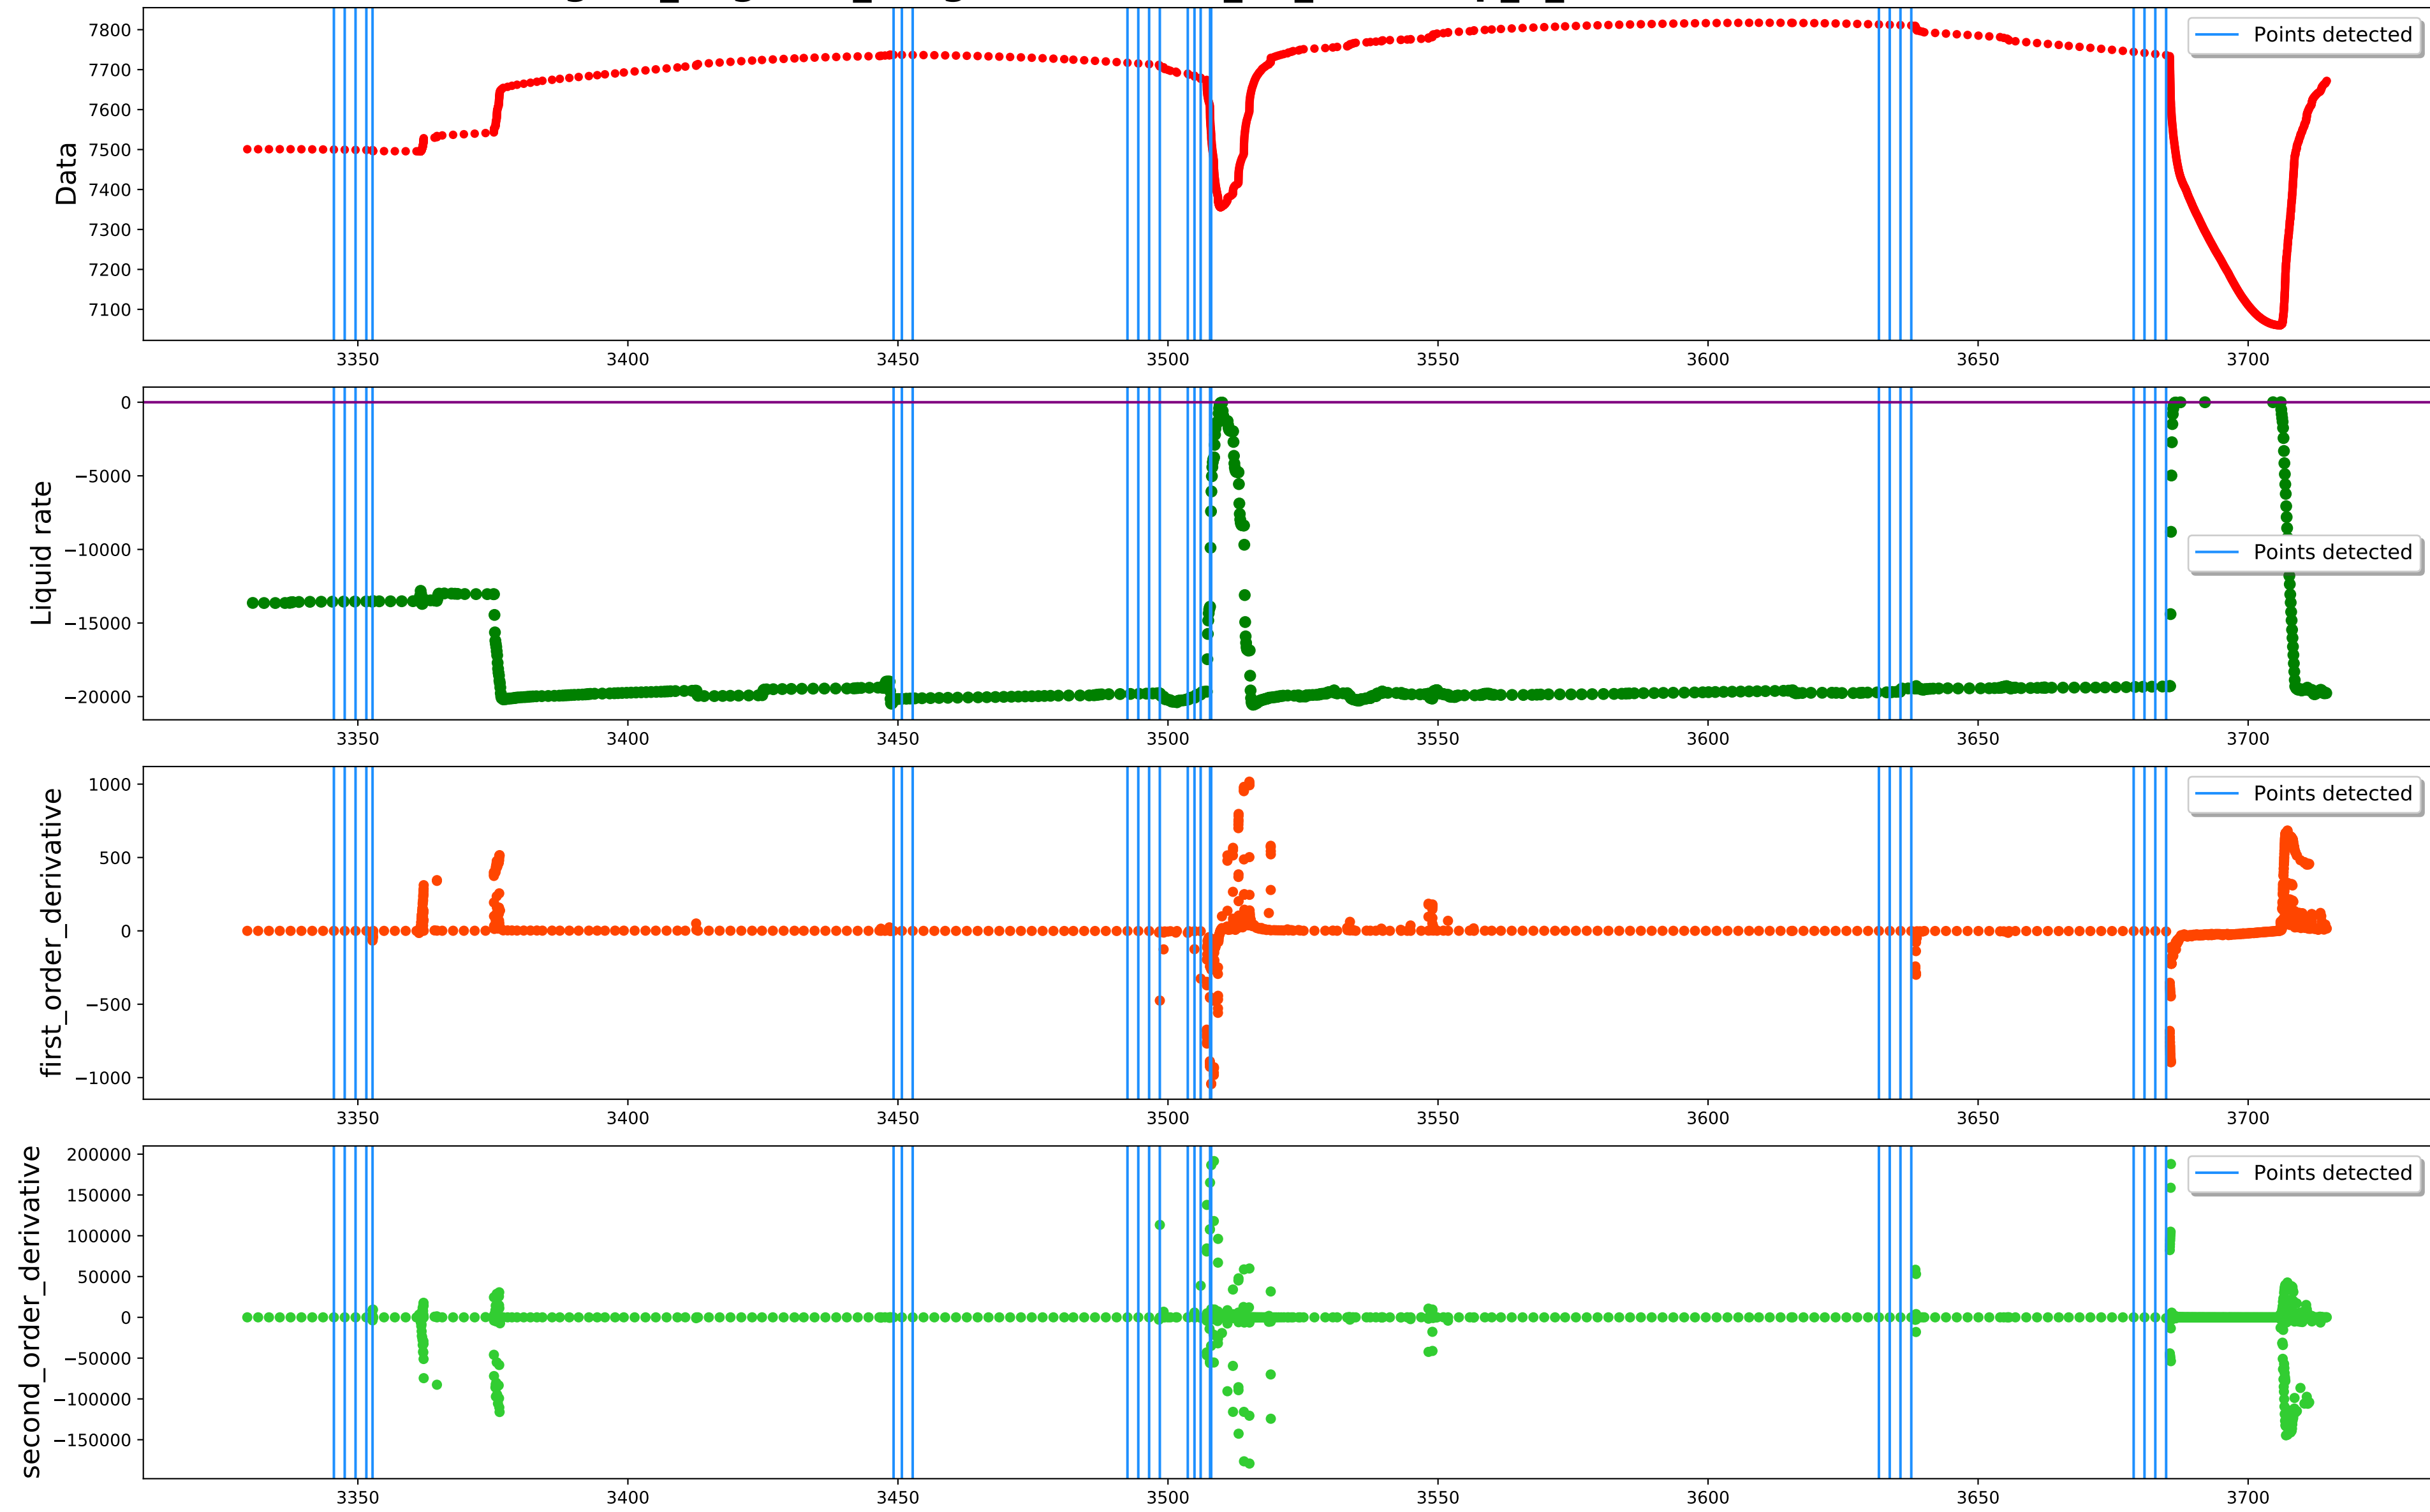 7800
7700
7600
7500
7400
7300
7200
7100
Data
Points detected
3350 3400 3450 3500 3550 3600 3650 3700
0
−5000
−10000
−15000
−20000
Liquid rate
Points detected
3350 3400 3450 3500 3550 3600 3650 3700
1000
500
0
−500
−1000
first_order_derivative
Points detected
3350 3400 3450 3500 3550 3600 3650 3700
200000
150000
100000
50000
0
−50000
−100000
−150000
second_order_derivative
Points detected
3350 3400 3450 3500 3550 3600 3650 3700